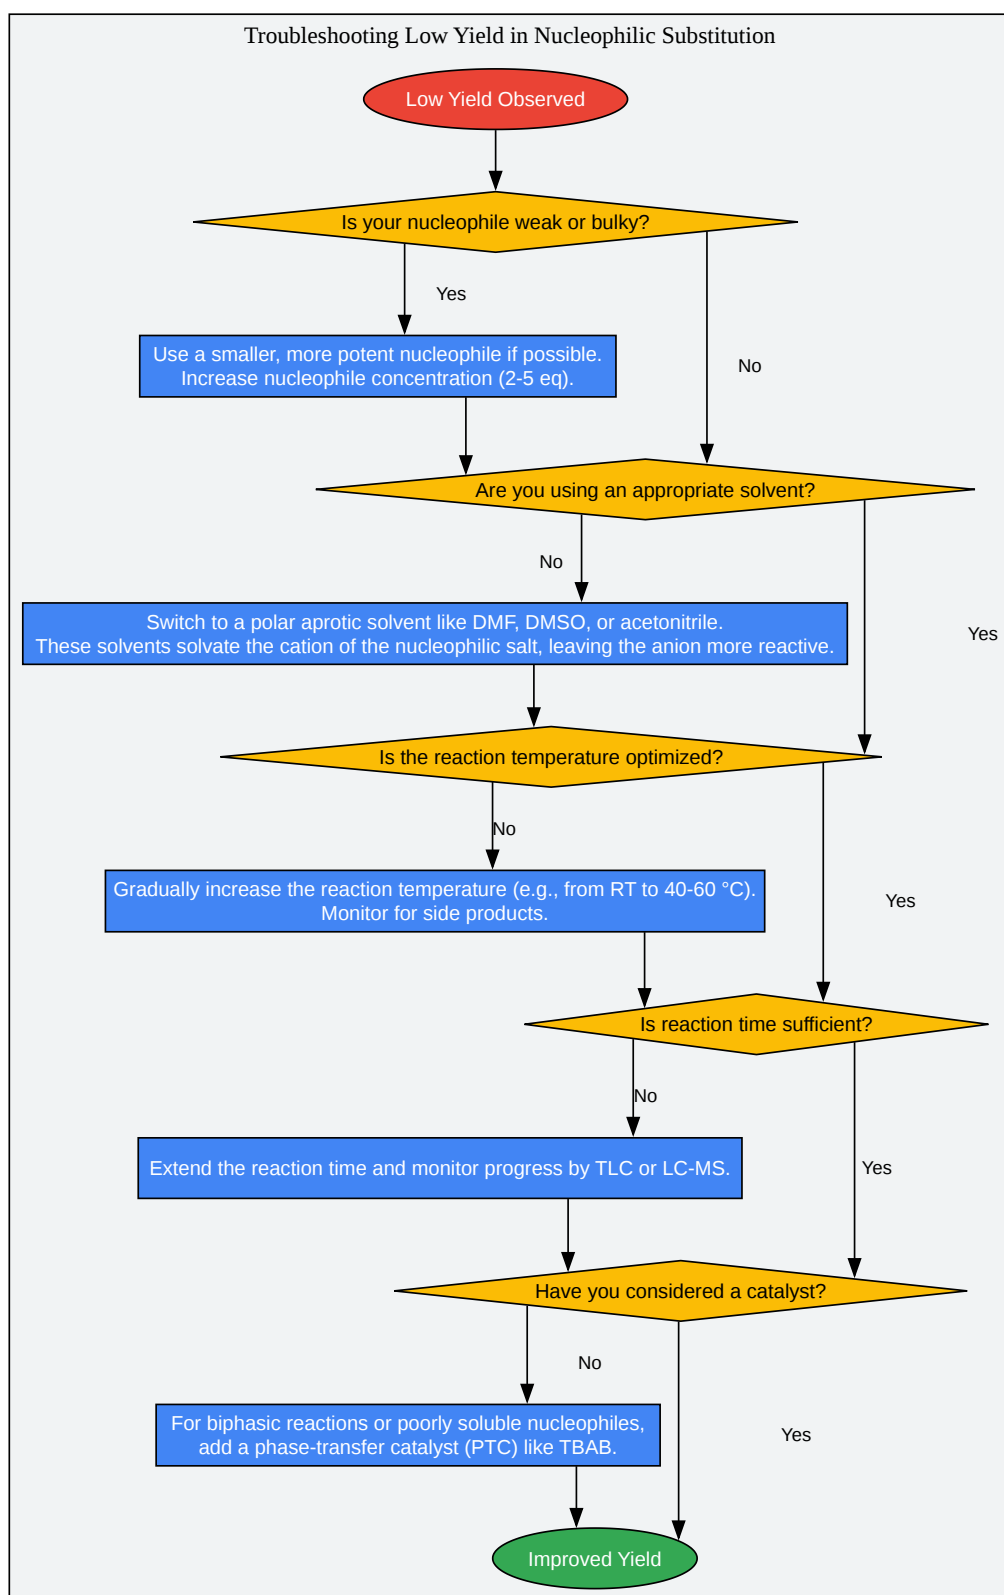 Troubleshooting Low Yield in Nucleophilic Substitution
Low Yield Observed
Is your nucleophile weak or bulky?
Yes
Use a smaller, more potent nucleophile if possible.
Increase nucleophile concentration (2-5 eq).
No
Are you using an appropriate solvent?
No
Switch to a polar aprotic solvent like DMF, DMSO, or acetonitrile.
These solvents solvate the cation of the nucleophilic salt, leaving the anion more reactive.
Yes
Is the reaction temperature optimized?
No
Gradually increase the reaction temperature (e.g., from RT to 40-60 °C).
Monitor for side products.
Yes
Is reaction time sufficient?
No
Extend the reaction time and monitor progress by TLC or LC-MS.
Yes
Have you considered a catalyst?
No
For biphasic reactions or poorly soluble nucleophiles,
add a phase-transfer catalyst (PTC) like TBAB.
Yes
Improved Yield